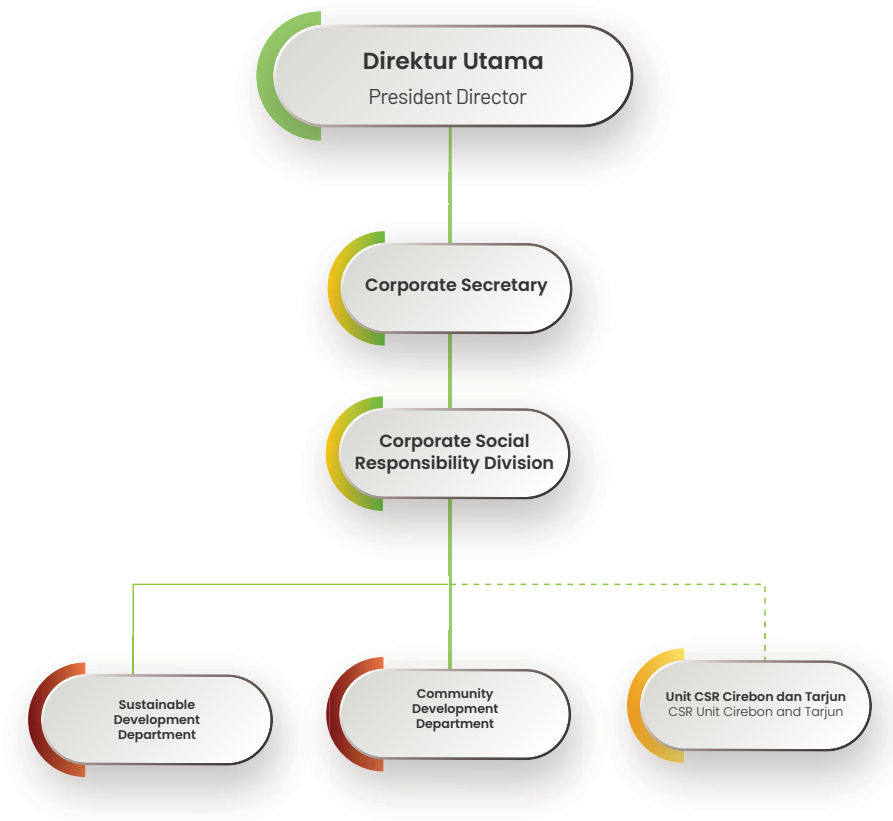 Direktur Utama
President Director
Corporate Secretary
Corporate Social
Responsibility Division
Sustainable
Development
Department
Community
Development
Department
Unit CSR Cirebon dan Tarjun
CSR Unit Cirebon and Tarjun